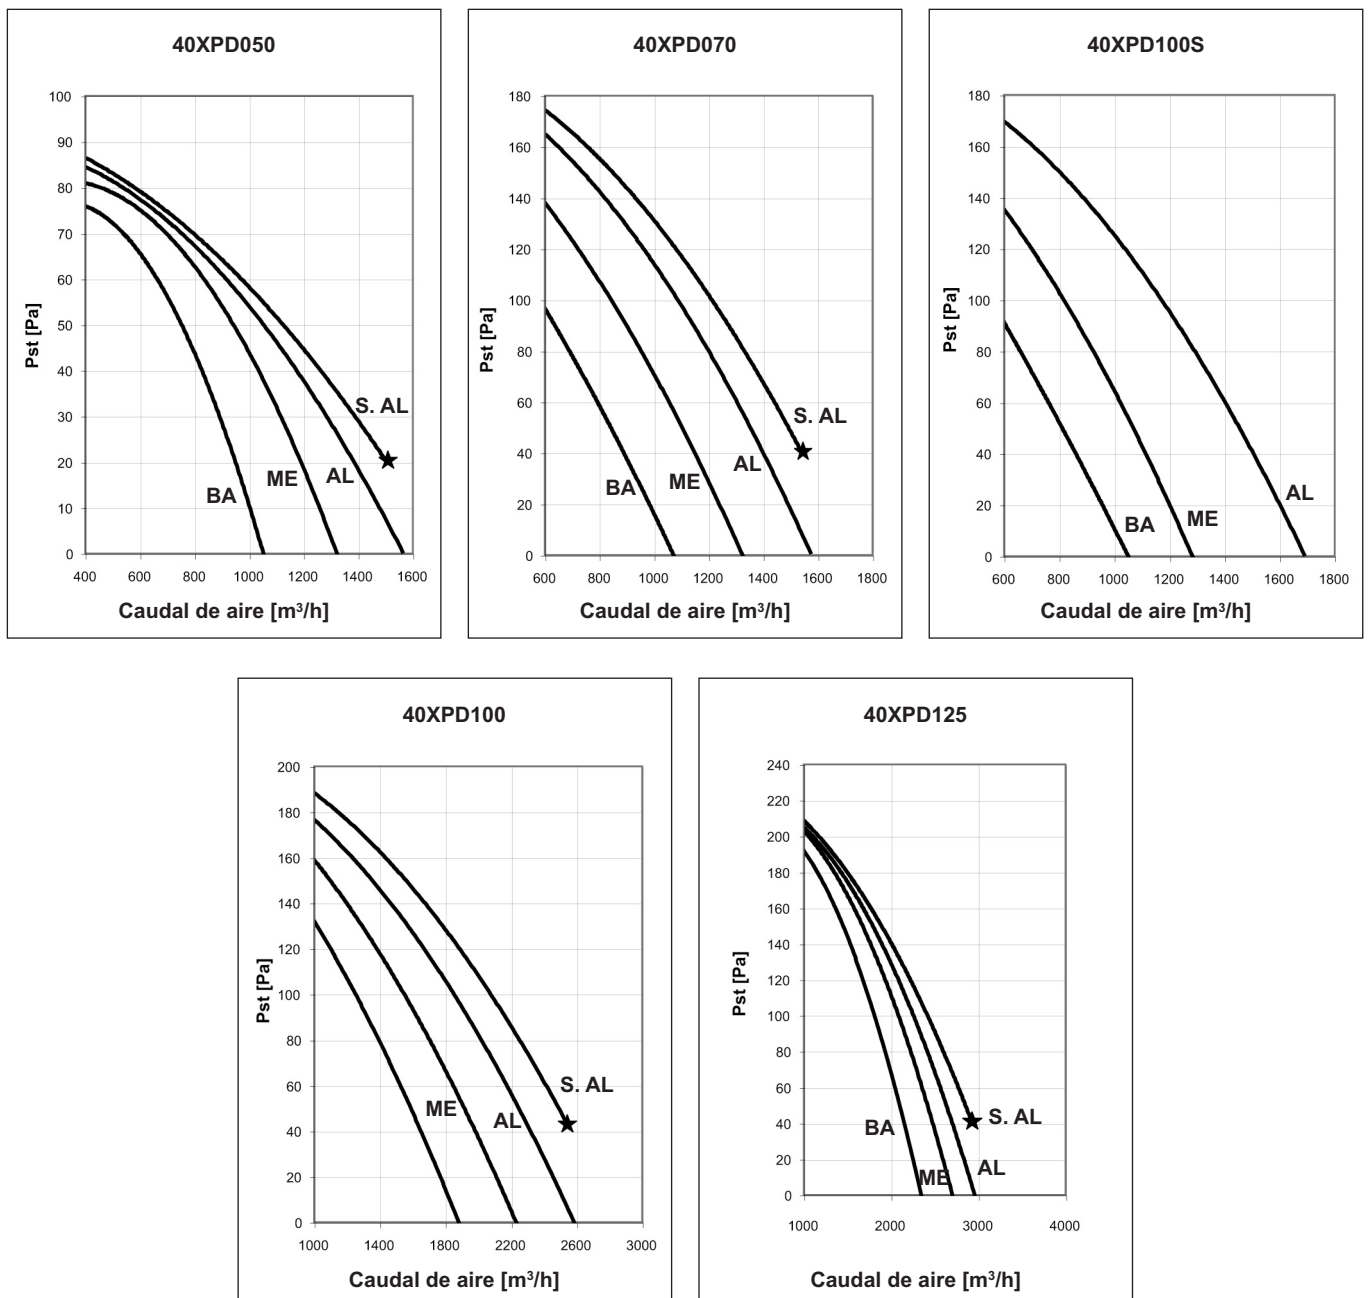 40XPD050
100
90
80
70
60
50
40
30
20
10
0
Pst [Pa]
S. AL
AL
ME
BA
400 600 800 1000 1200 1400 1600
Caudal de aire [m³/h]
40XPD070
180
160
140
120
100
80
60
40
20
0
Pst [Pa]
S. AL
AL
ME
BA
600 800 1000 1200 1400 1600 1800
Caudal de aire [m³/h]
40XPD100S
180
160
140
120
100
80
60
40
20
0
Pst [Pa]
AL
ME
BA
600 800 1000 1200 1400 1600 1800
Caudal de aire [m³/h]
40XPD100
200
180
160
140
120
100
80
60
40
20
0
Pst [Pa]
S. AL
ME
AL
1000 1400 1800 2200 2600 3000
Caudal de aire [m³/h]
40XPD125
240
220
200
180
160
140
120
100
80
60
40
20
0
Pst [Pa]
S. AL
BA
AL
ME
1000 2000 3000 4000
Caudal de aire [m³/h]